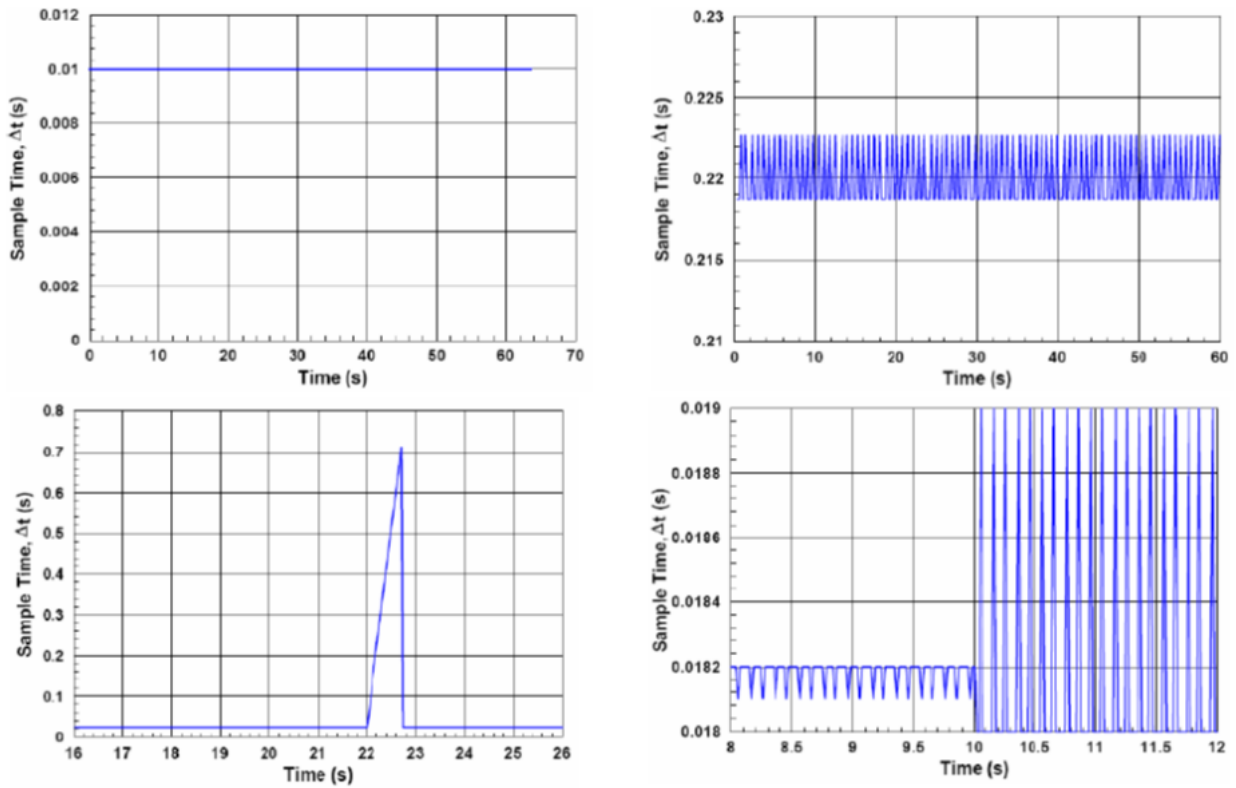 0.012
0.01
0.008
0.006
0.004
0.002
0
Sample Time, Δt (s)
0 10 20 30 40 50 60 70
Time (s)
0.23
0.225
0.22
0.215
0.21
Sample Time, Δt (s)
0 10 20 30 40 50 60
Time (s)
0.8
0.7
0.6
0.5
0.4
0.3
0.2
0.1
0
Sample Time, Δt (s)
16 17 18 19 20 21 22 23 24 25 26
Time (s)
0.019
0.0188
0.0186
0.0184
0.0182
0.018
Sample Time, Δt (s)
8 8.5 9 9.5 10 10.5 11 11.5 12
Time (s)